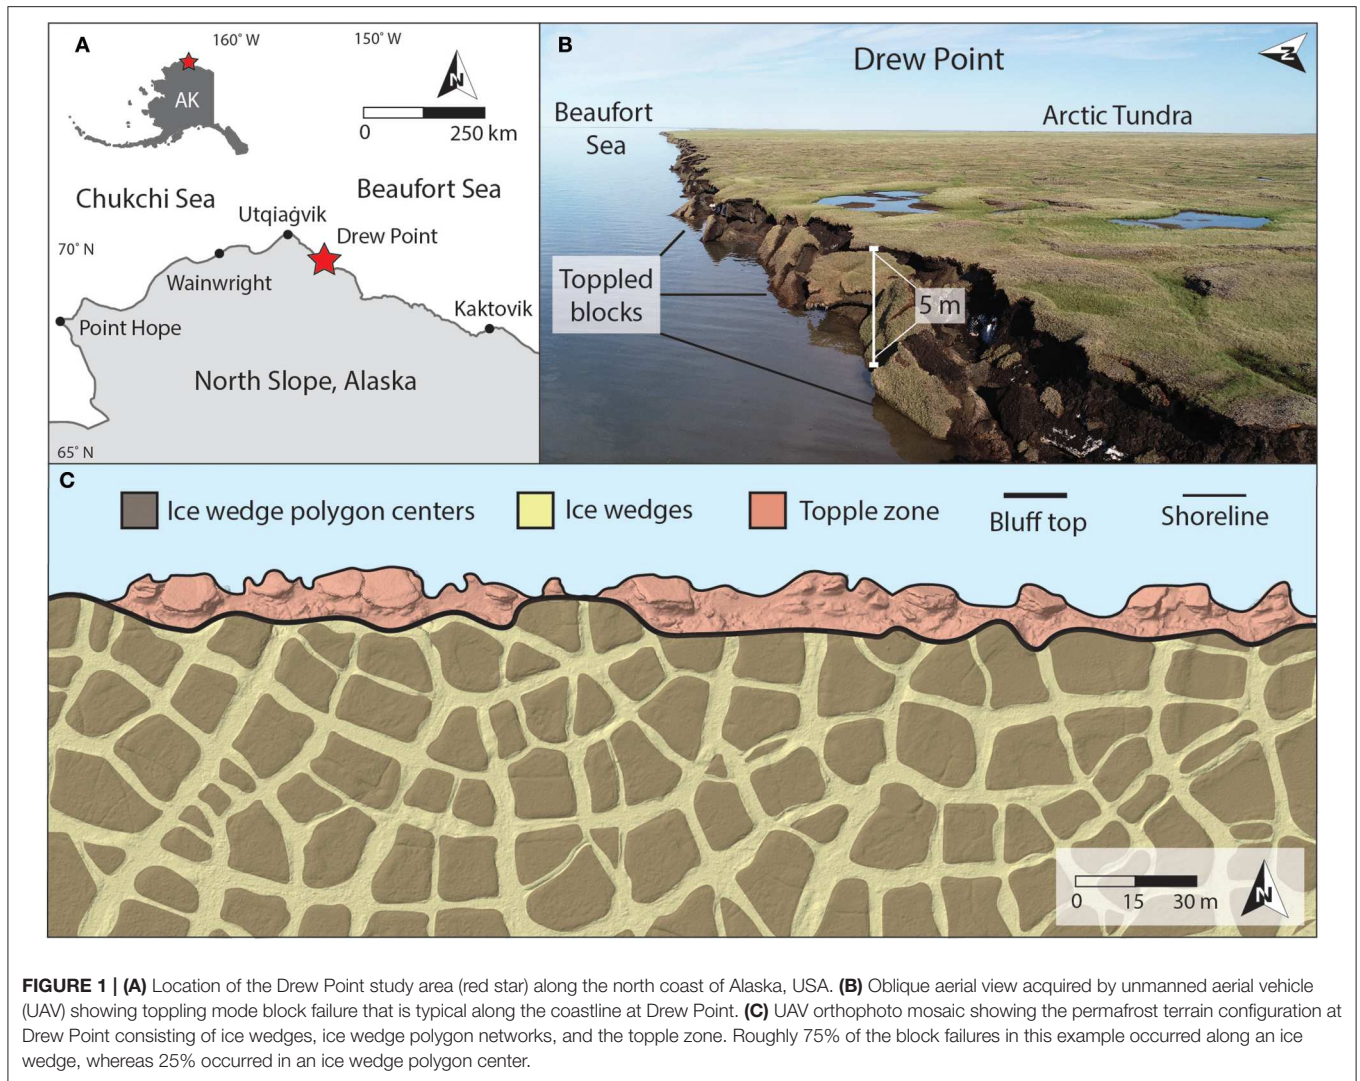 A
160° W
150° W
AK
N
0
250 km
Chukchi Sea
Beaufort Sea
Utqiaġvik
Drew Point
70° N
Wainwright
Kaktovik
Point Hope
North Slope, Alaska
65° N
B
Drew Point
N
Beaufort
Sea
Arctic Tundra
Toppled
blocks
5 m
C
Ice wedge polygon centers
Ice wedges
Topple zone
Bluff top
Shoreline
0
15
30 m
N
FIGURE 1 | (A) Location of the Drew Point study area (red star) along the north coast of Alaska, USA. (B) Oblique aerial view acquired by unmanned aerial vehicle
(UAV) showing toppling mode block failure that is typical along the coastline at Drew Point. (C) UAV orthophoto mosaic showing the permafrost terrain configuration at
Drew Point consisting of ice wedges, ice wedge polygon networks, and the topple zone. Roughly 75% of the block failures in this example occurred along an ice
wedge, whereas 25% occurred in an ice wedge polygon center.